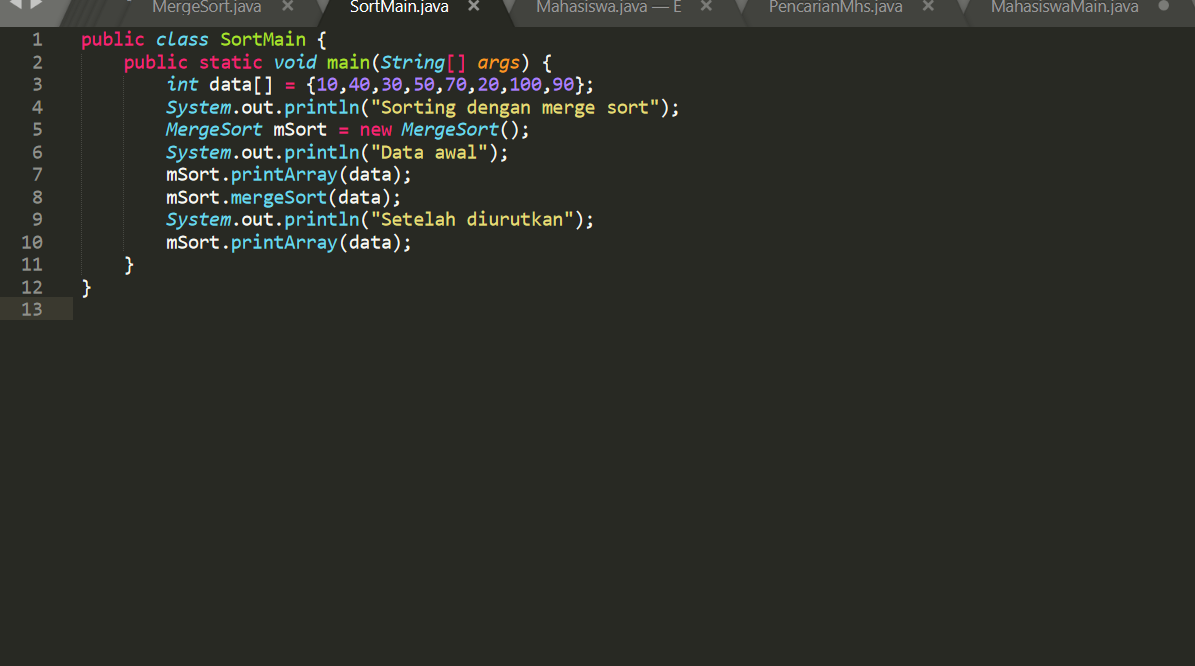 MergeSort.java × SortMain.java × Mahasiswa.java — E × PencarianMhs.java × MahasiswaMain.java
1 public class SortMain {
2 public static void main(String[] args) {
3 int data[] = {10,40,30,50,70,20,100,90};
4 System.out.println("Sorting dengan merge sort");
5 MergeSort mSort = new MergeSort();
6 System.out.println("Data awal");
7 mSort.printArray(data);
8 mSort.mergeSort(data);
9 System.out.println("Setelah diurutkan");
10 mSort.printArray(data);
11 }
12 }
13